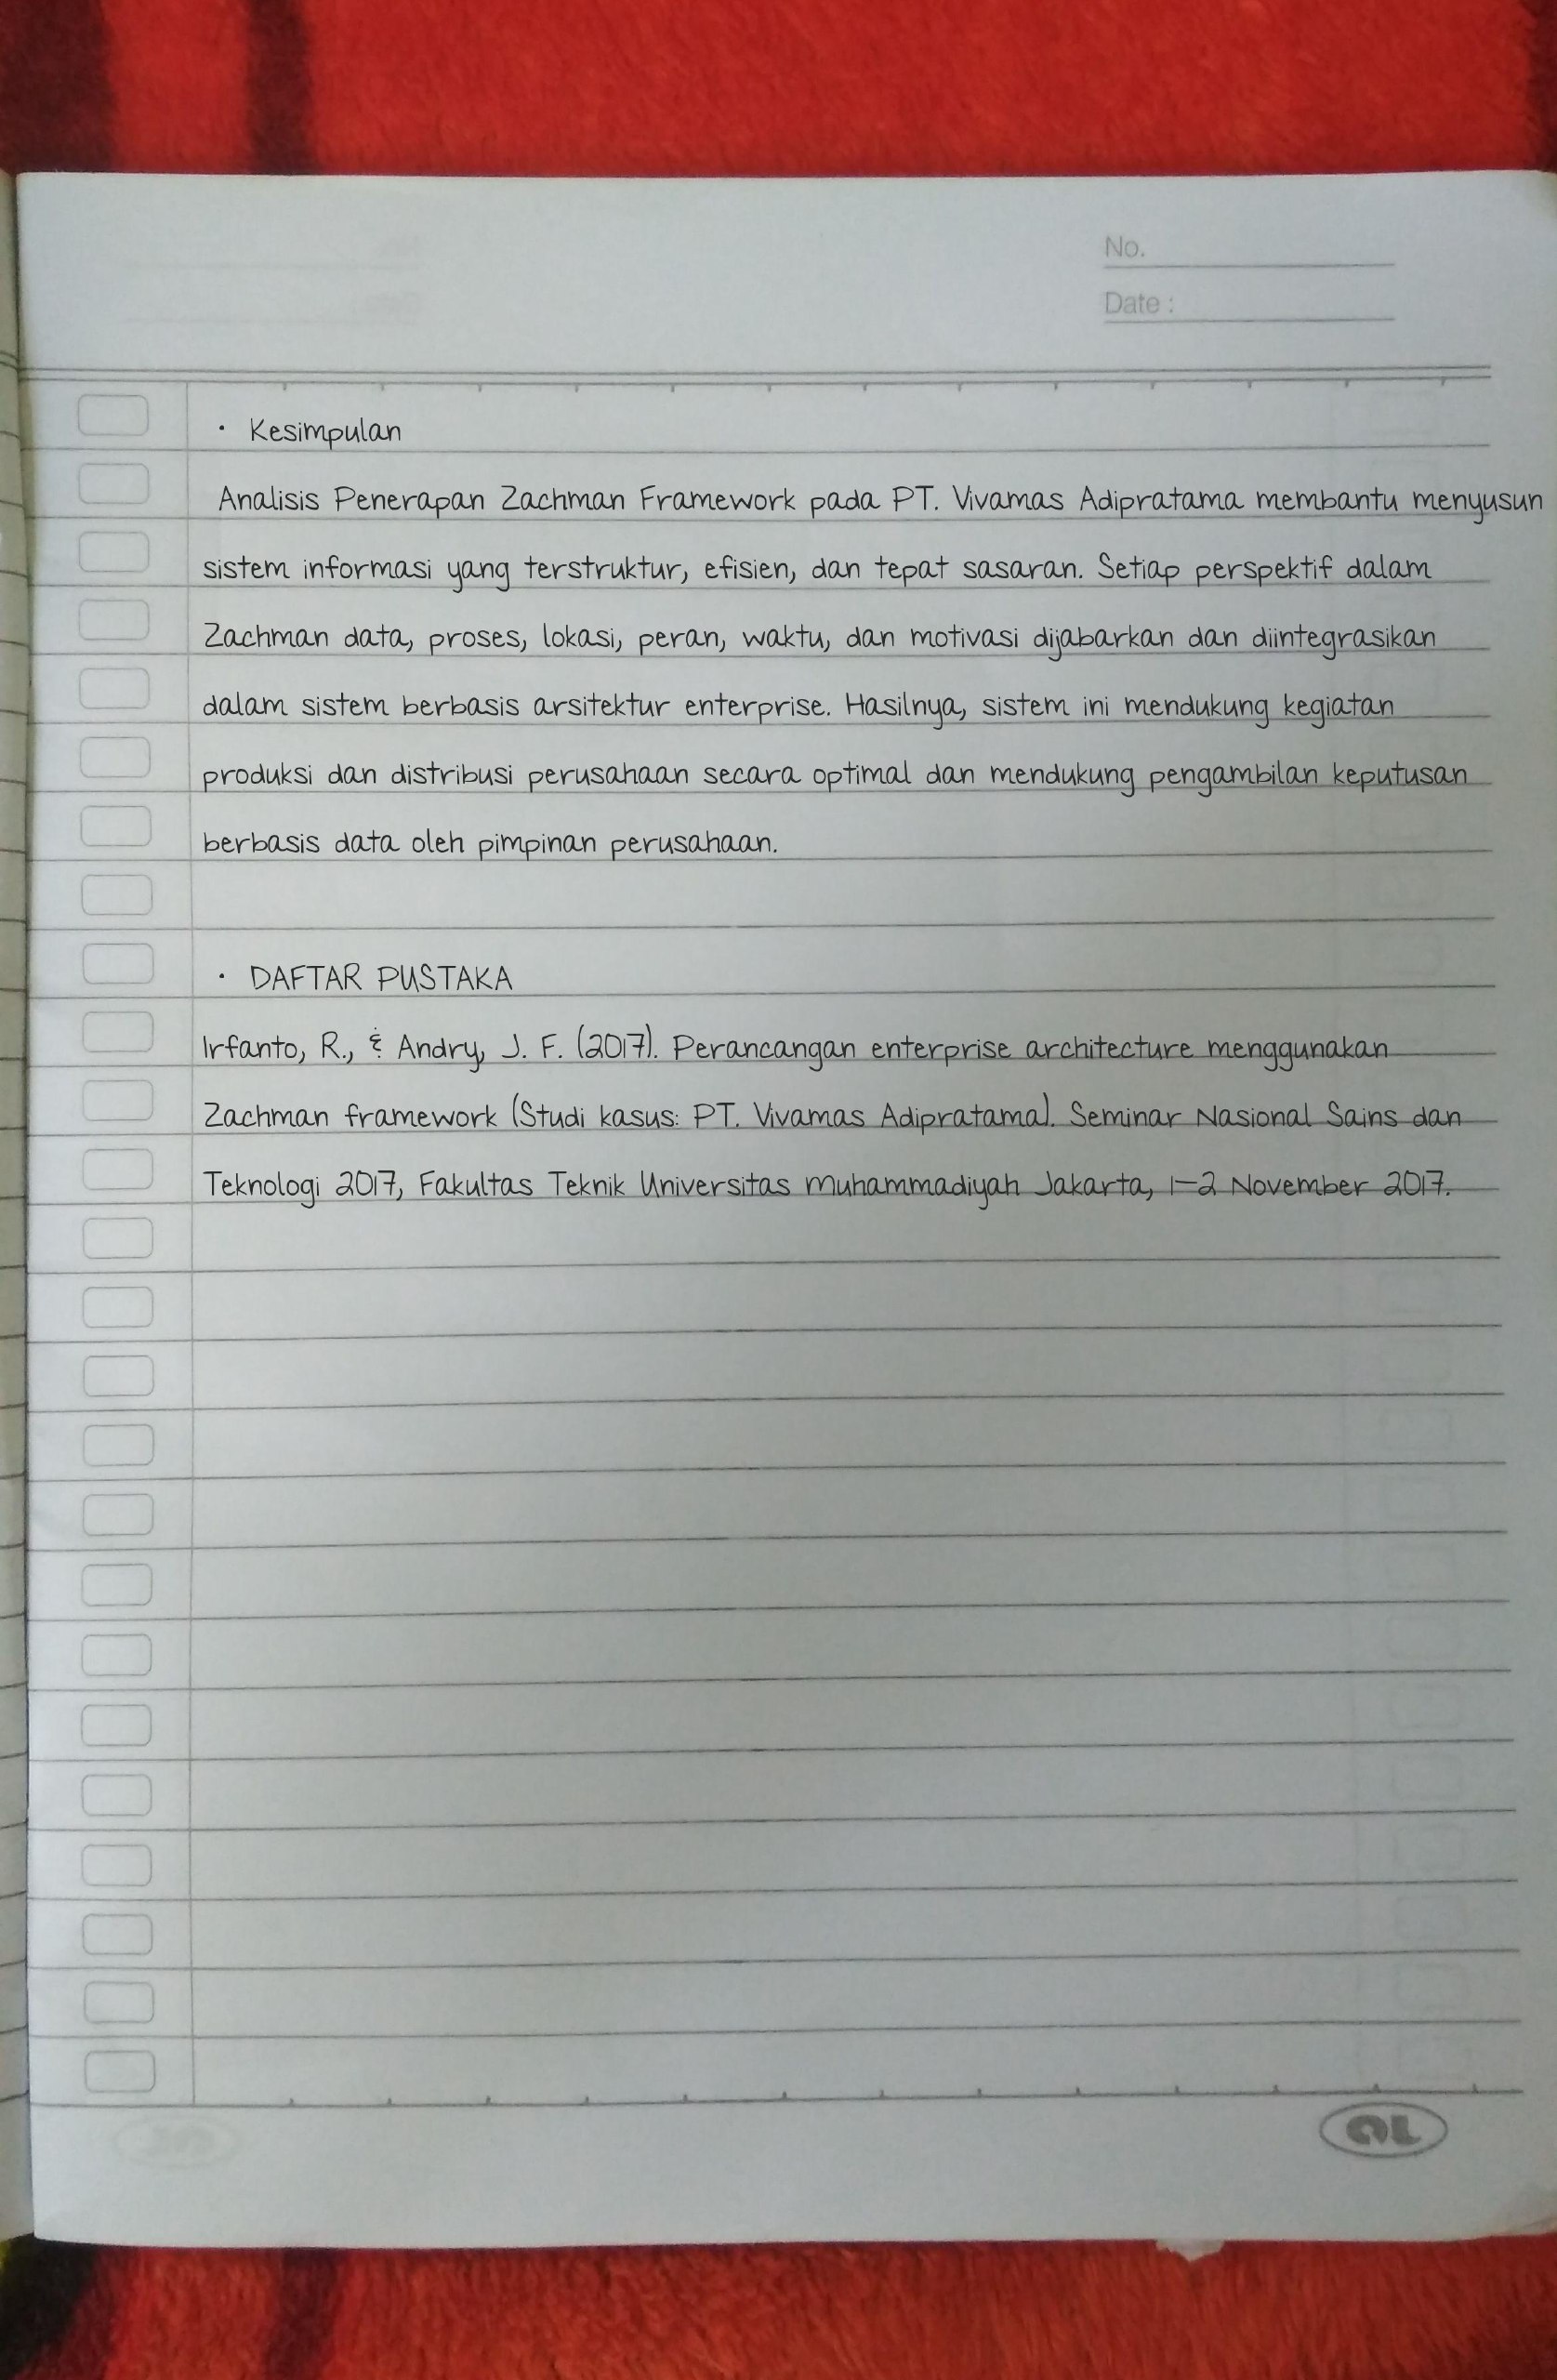 No.
Date :
• Kesimpulan
Analisis Penerapan Zachman Framework pada PT. Vivamas Adipratama membantu menyusun
sistem informasi yang terstruktur, efisien, dan tepat sasaran. Setiap perspektif dalam
Zachman data, proses, lokasi, peran, waktu, dan motivasi dijabarkan dan diintegrasikan
dalam sistem berbasis arsitektur enterprise. Hasilnya, sistem ini mendukung kegiatan
produksi dan distribusi perusahaan secara optimal dan mendukung pengambilan keputusan
berbasis data oleh pimpinan perusahaan.
• DAFTAR PUSTAKA
Irfanto, R., & Andry, J. F. (2017). Perancangan enterprise architecture menggunakan
Zachman framework (Studi kasus: PT. Vivamas Adipratama). Seminar Nasional Sains dan
Teknologi 2017, Fakultas Teknik Universitas Muhammadiyah Jakarta, 1-2 November 2017.